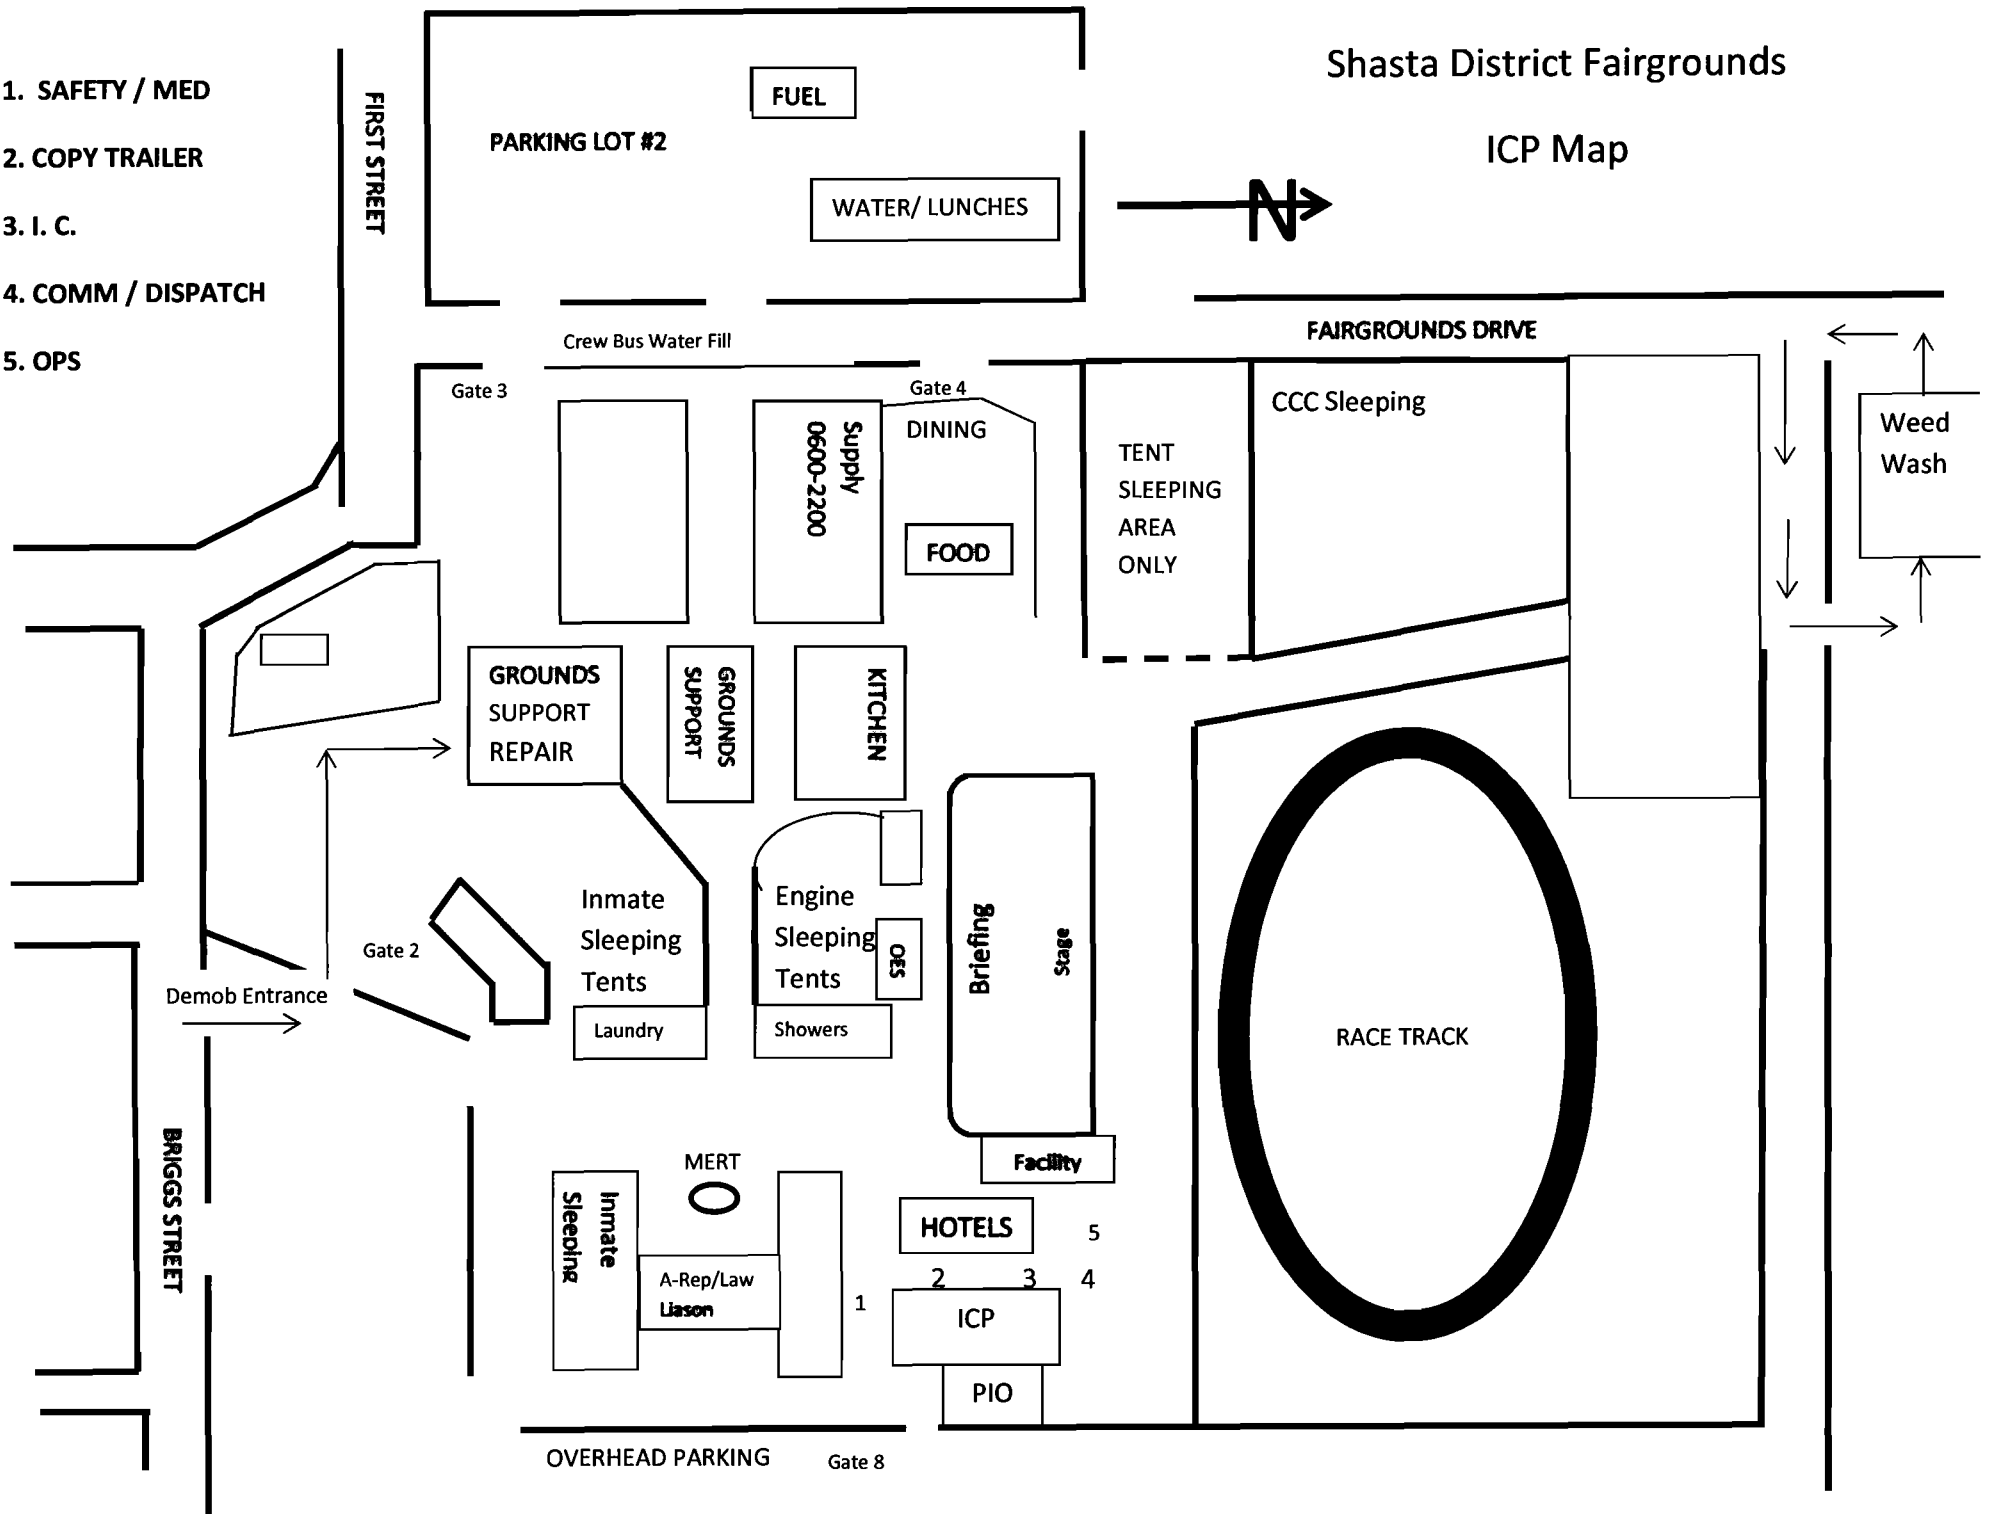 Shasta District Fairgrounds
ICP Map
N
1. SAFETY / MED
2. COPY TRAILER
3. I. C.
4. COMM / DISPATCH
5. OPS
FIRST STREET
FUEL
PARKING LOT #2
WATER/ LUNCHES
FAIRGROUNDS DRIVE
Crew Bus Water Fill
Gate 3
Gate 4
Supply
0600-2200
DINING
FOOD
TENT
SLEEPING
AREA
ONLY
CCC Sleeping
Weed
Wash
GROUNDS
SUPPORT
REPAIR
GROUNDS
SUPPORT
KITCHEN
Gate 2
Inmate
Sleeping
Tents
Engine
Sleeping
Tents
OES
Briefing
Stage
Demob Entrance
Laundry
Showers
RACE TRACK
BRIGGS STREET
MERT
Facility
Inmate
Sleeping
HOTELS
5
A-Rep/Law
Liason
1
2
3
4
ICP
PIO
OVERHEAD PARKING
Gate 8